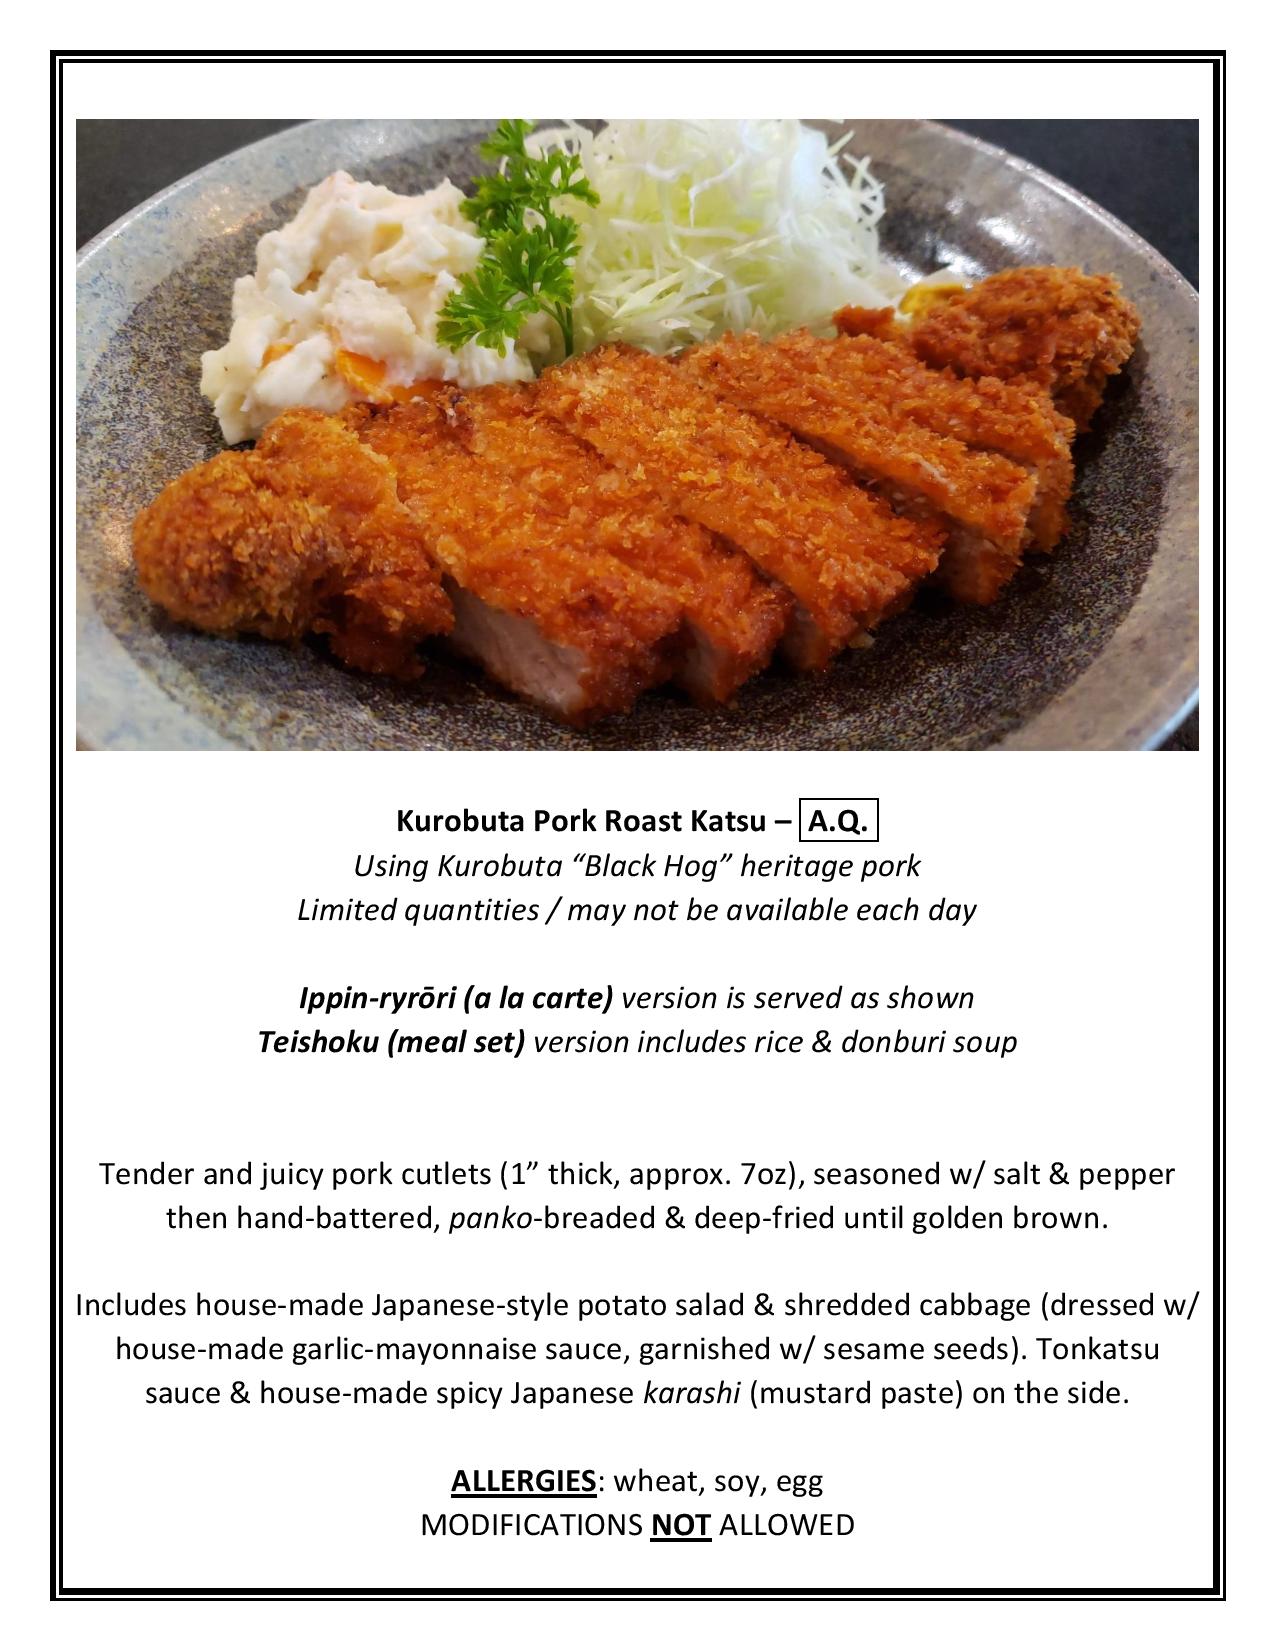 Kurobuta Pork Roast Katsu – A.Q.
Using Kurobuta “Black Hog” heritage pork
Limited quantities / may not be available each day
Ippin-ryrōri (a la carte) version is served as shown
Teishoku (meal set) version includes rice & donburi soup
Tender and juicy pork cutlets (1” thick, approx. 7oz), seasoned w/ salt & pepper
then hand-battered, panko-breaded & deep-fried until golden brown.
Includes house-made Japanese-style potato salad & shredded cabbage (dressed w/
house-made garlic-mayonnaise sauce, garnished w/ sesame seeds). Tonkatsu
sauce & house-made spicy Japanese karashi (mustard paste) on the side.
ALLERGIES: wheat, soy, egg
MODIFICATIONS NOT ALLOWED